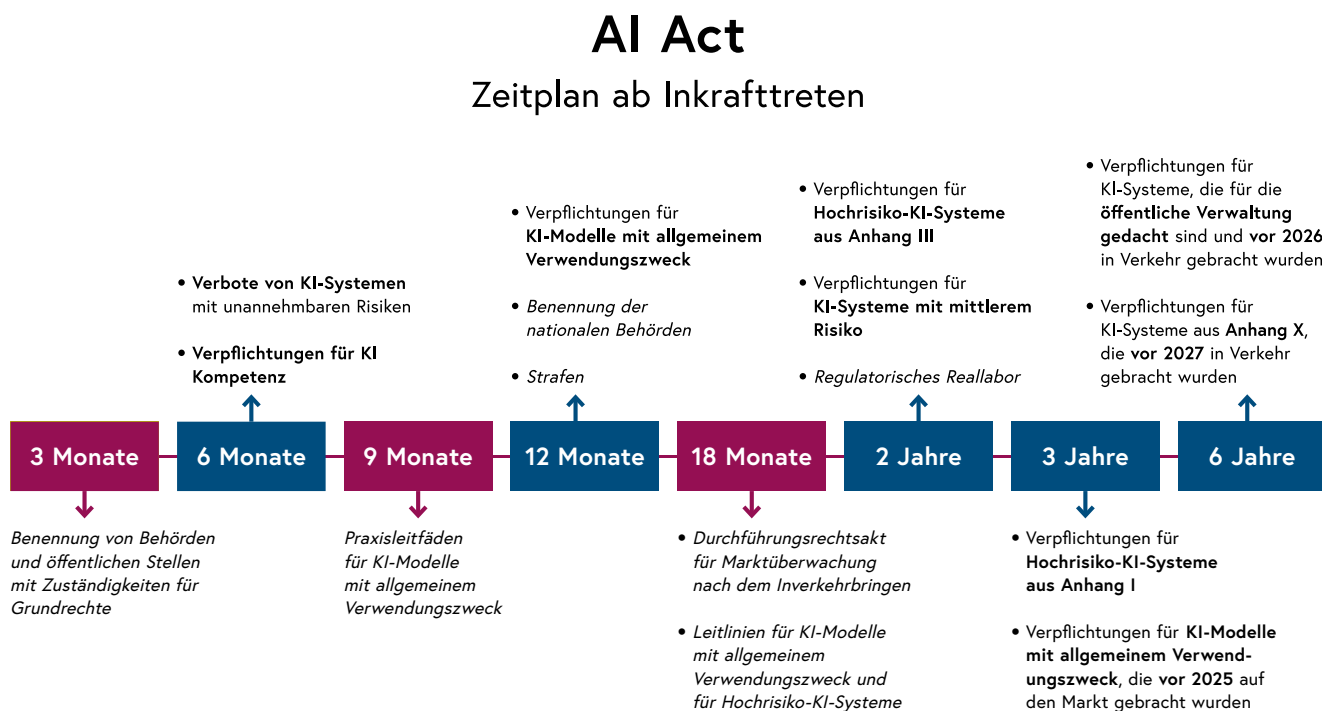 AI Act
Zeitplan ab Inkrafttreten
• Verbote von KI-Systemen
mit unannehmbaren Risiken
• Verpflichtungen für KI
Kompetenz
• Verpflichtungen für
KI-Modelle mit allgemeinem
Verwendungszweck
• Benennung der
nationalen Behörden
• Strafen
• Verpflichtungen für
Hochrisiko-KI-Systeme
aus Anhang III
• Verpflichtungen für
KI-Systeme mit mittlerem
Risiko
• Regulatorisches Reallabor
• Verpflichtungen für
KI-Systeme, die für die
öffentliche Verwaltung
gedacht sind und vor 2026
in Verkehr gebracht wurden
• Verpflichtungen für
KI-Systeme aus Anhang X,
die vor 2027 in Verkehr
gebracht wurden
3 Monate
6 Monate
9 Monate
12 Monate
18 Monate
2 Jahre
3 Jahre
6 Jahre
Benennung von Behörden
und öffentlichen Stellen
mit Zuständigkeiten für
Grundrechte
Praxisleitfäden
für KI-Modelle
mit allgemeinem
Verwendungszweck
• Durchführungsrechtsakt
für Marktüberwachung
nach dem Inverkehrbringen
• Leitlinien für KI-Modelle
mit allgemeinem
Verwendungszweck und
für Hochrisiko-KI-Systeme
• Verpflichtungen für
Hochrisiko-KI-Systeme
aus Anhang I
• Verpflichtungen für KI-Modelle
mit allgemeinem Verwend-
ungszweck, die vor 2025 auf
den Markt gebracht wurden